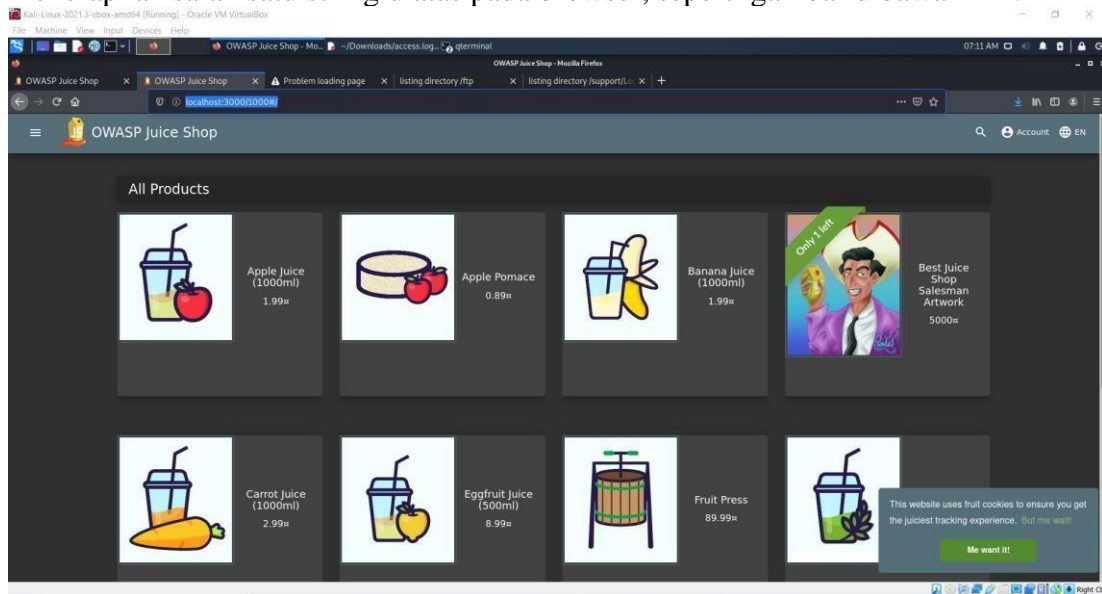 Kali-Linux-2021.3-vbox-amd64 [Running] - Oracle VM VirtualBox
File Machine View Input Devices Help
OWASP Juice Shop - Mo... ~/Downloads/access.log... qterminal 07:11 AM
OWASP Juice Shop - Mozilla Firefox
OWASP Juice Shop OWASP Juice Shop Problem loading page listing directory /ftp listing directory /support/Lo
localhost:3000/1000#/
OWASP Juice Shop Account EN
All Products
Apple Juice
(1000ml)
1.99¤
Apple Pomace
0.89¤
Banana Juice
(1000ml)
1.99¤
Only 1 left
Best Juice
Shop
Salesman
Artwork
5000¤
Carrot Juice
(1000ml)
2.99¤
Eggfruit Juice
(500ml)
8.99¤
Fruit Press
89.99¤
This website uses fruit cookies to ensure you get
the juiciest tracking experience. But me wait!
Me want it!
Right Ct